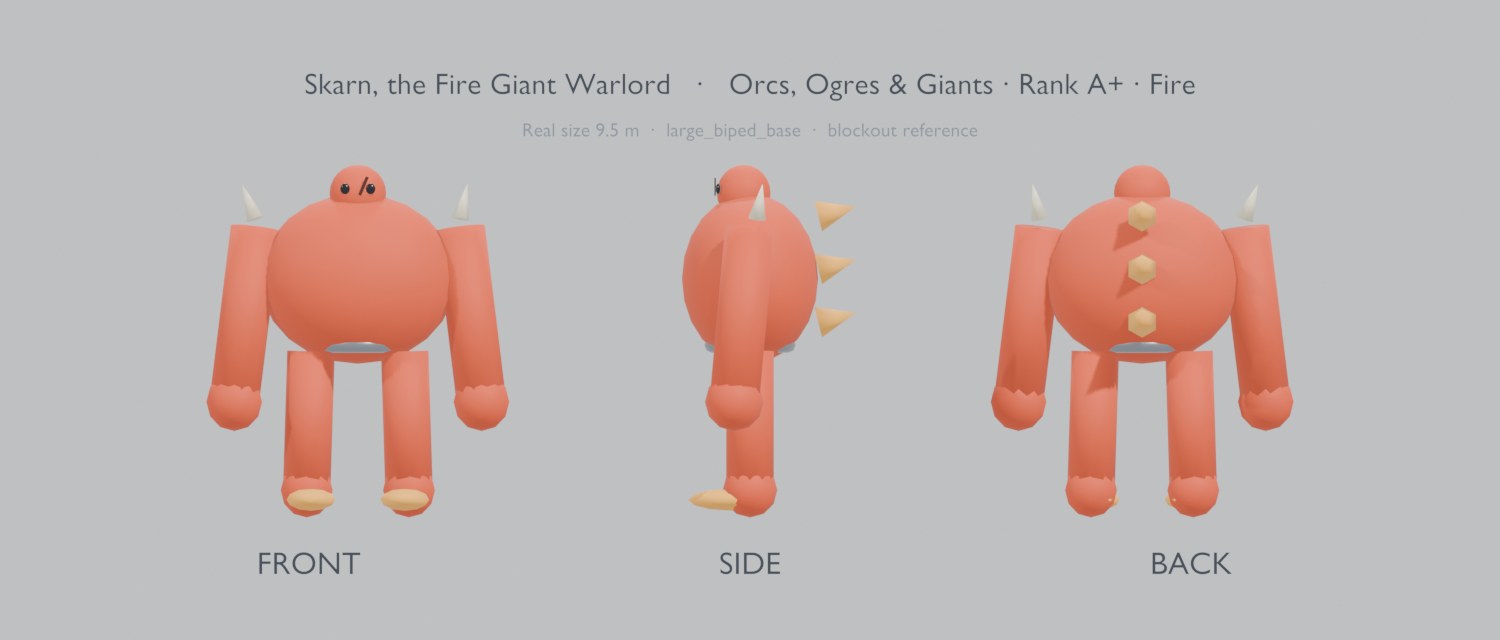 Skarn, the Fire Giant Warlord · Orcs, Ogres & Giants · Rank A+ · Fire
Real size 9.5 m · large_biped_base · blockout reference
FRONT SIDE BACK